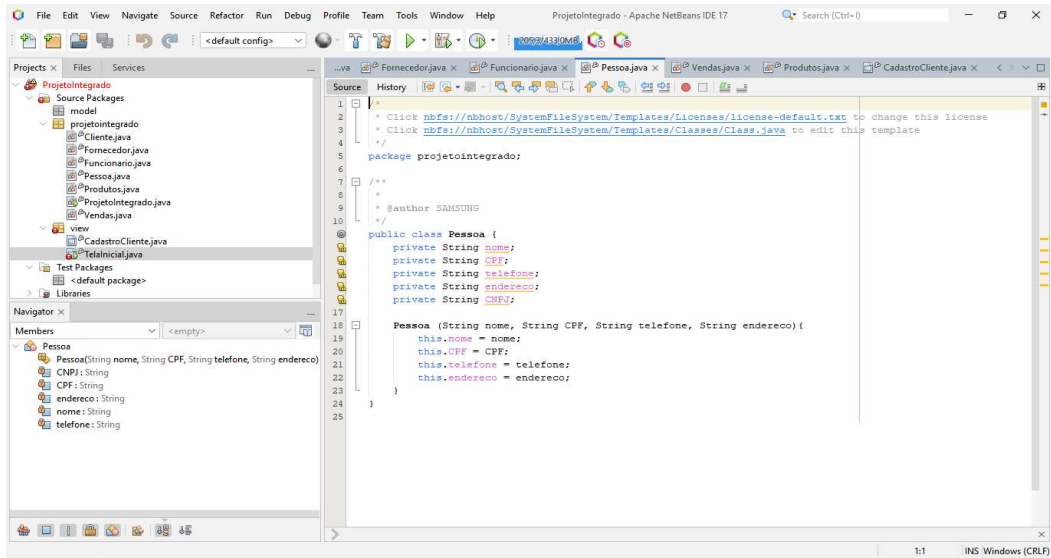 File Edit View Navigate Source Refactor Run Debug Profile Team Tools Window Help
ProjetoIntegrado - Apache NetBeans IDE 17
Search (Ctrl+I)
<default config>
Projects Files Services
ProjetoIntegrado
Source Packages
model
projetointegrado
Cliente.java
Fornecedor.java
Funcionario.java
Pessoa.java
Produtos.java
ProjetoIntegrado.java
Vendas.java
view
CadastroCliente.java
TelaInicial.java
Test Packages
<default package>
Libraries
Navigator
Members
<empty>
Pessoa
Pessoa(String nome, String CPF, String telefone, String endereco)
CNPJ : String
CPF : String
endereco : String
nome : String
telefone : String
...va Fornecedor.java Funcionario.java Pessoa.java Vendas.java Produtos.java CadastroCliente.java
Source History
1 /*
2 * Click nbfs://nbhost/SystemFileSystem/Templates/Licenses/license-default.txt to change this license
3 * Click nbfs://nbhost/SystemFileSystem/Templates/Classes/Class.java to edit this template
4 */
5 package projetointegrado;
6
7 /**
8 *
9 * @author SAMSUNG
10 */
public class Pessoa {
private String nome;
private String CPF;
private String telefone;
private String endereco;
private String CNPJ;
17
18 Pessoa (String nome, String CPF, String telefone, String endereco){
19 this.nome = nome;
20 this.CPF = CPF;
21 this.telefone = telefone;
22 this.endereco = endereco;
23 }
24 }
25
1:1 INS Windows (CRLF)